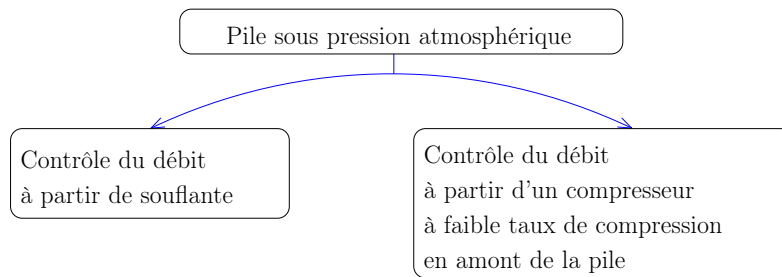 Pile sous pression atmosphérique
Contrôle du débit
à partir de souflante
Contrôle du débit
à partir d'un compresseur
à faible taux de compression
en amont de la pile